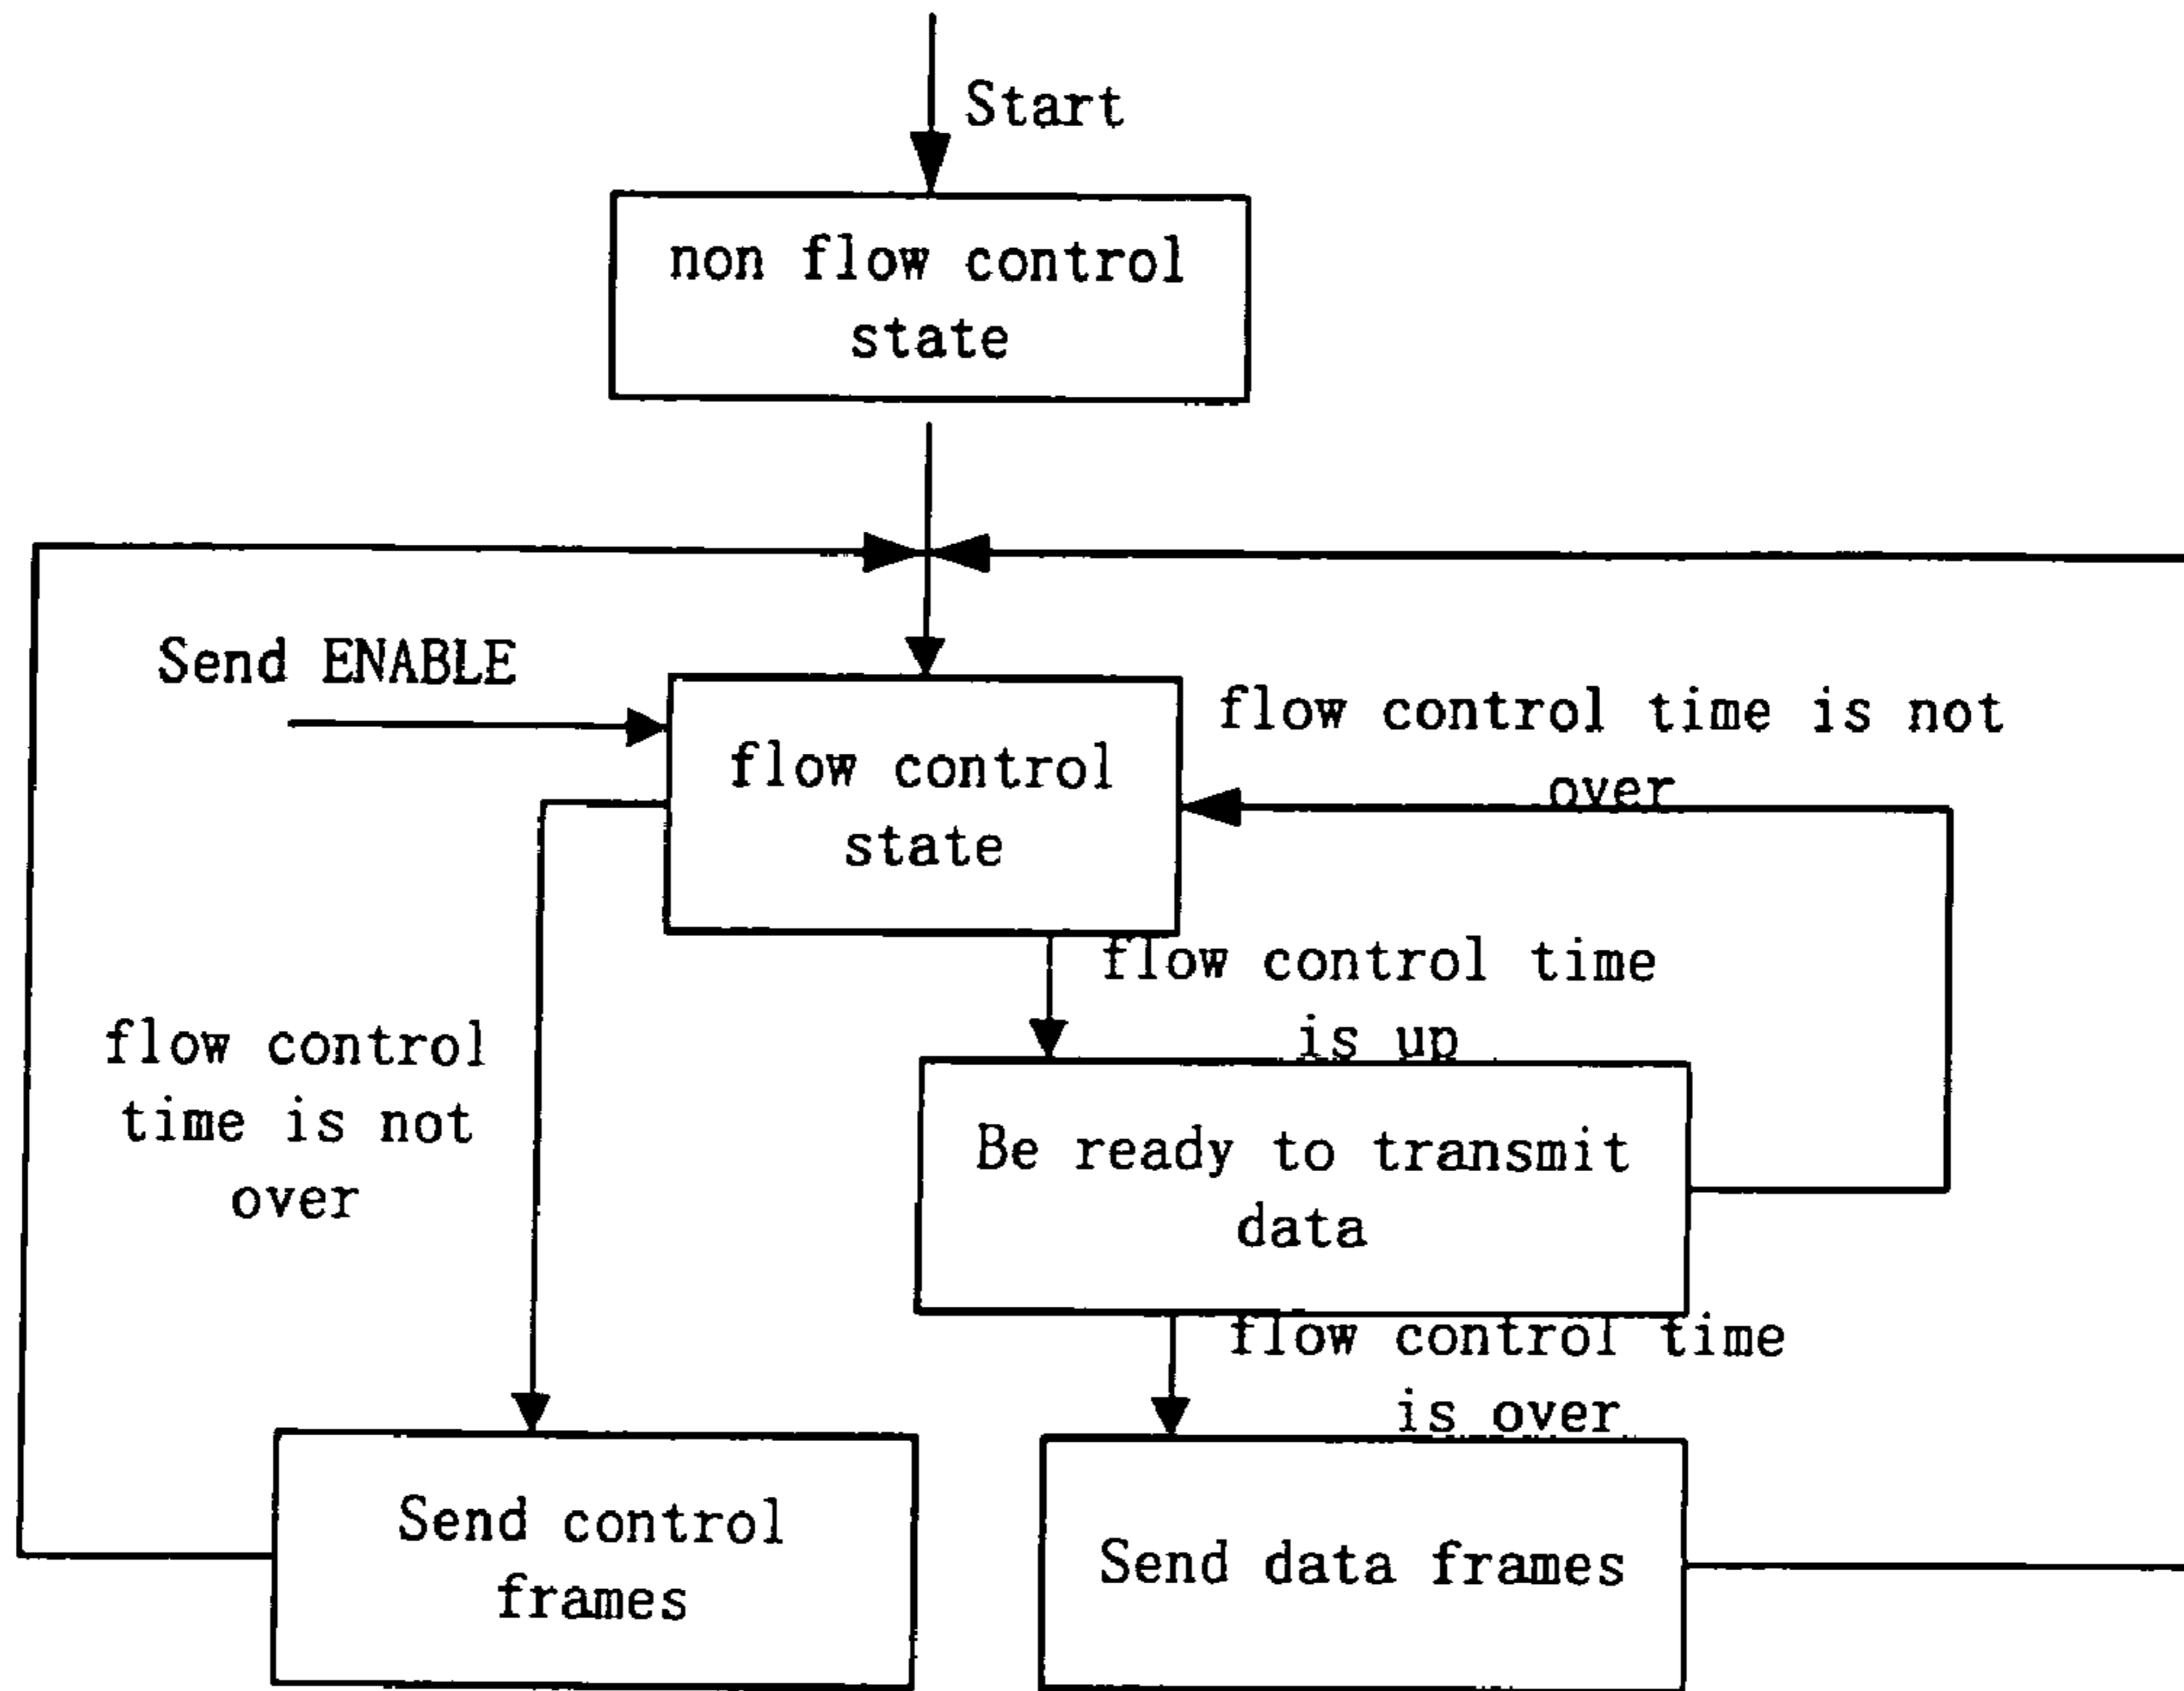 Start
non flow control
state
Send ENABLE
flow control time is not
over
flow control
state
flow control time
is up
flow control
time is not
over
Be ready to transmit
data
flow control time
is over
Send control
frames
Send data frames